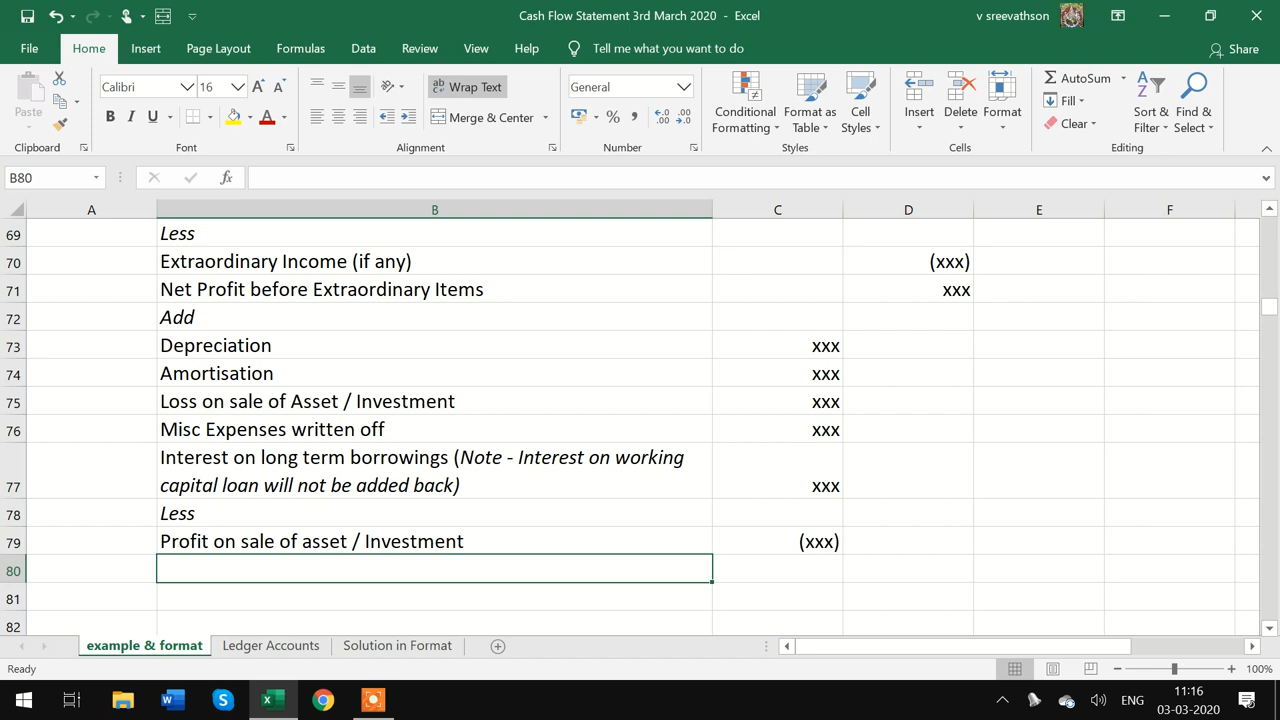 Cash Flow Statement 3rd March 2020 - Excel
v sreevathson
File Home Insert Page Layout Formulas Data Review View Help Tell me what you want to do Share
Paste
Calibri 16
A A
B I U A
ab Wrap Text
Merge & Center
General
% ,
Conditional Formatting
Format as Table
Cell Styles
Insert
Delete
Format
AutoSum
Fill
Clear
Sort & Filter
Find & Select
Clipboard Font Alignment Number Styles Cells Editing
B80 fx
A B C D E F
69 Less
70 Extraordinary Income (if any) (xxx)
71 Net Profit before Extraordinary Items xxx
72 Add
73 Depreciation xxx
74 Amortisation xxx
75 Loss on sale of Asset / Investment xxx
76 Misc Expenses written off xxx
Interest on long term borrowings (Note - Interest on working
77 capital loan will not be added back) xxx
78 Less
79 Profit on sale of asset / Investment (xxx)
80
81
82
example & format Ledger Accounts Solution in Format
Ready 100%
ENG
11:16
03-03-2020